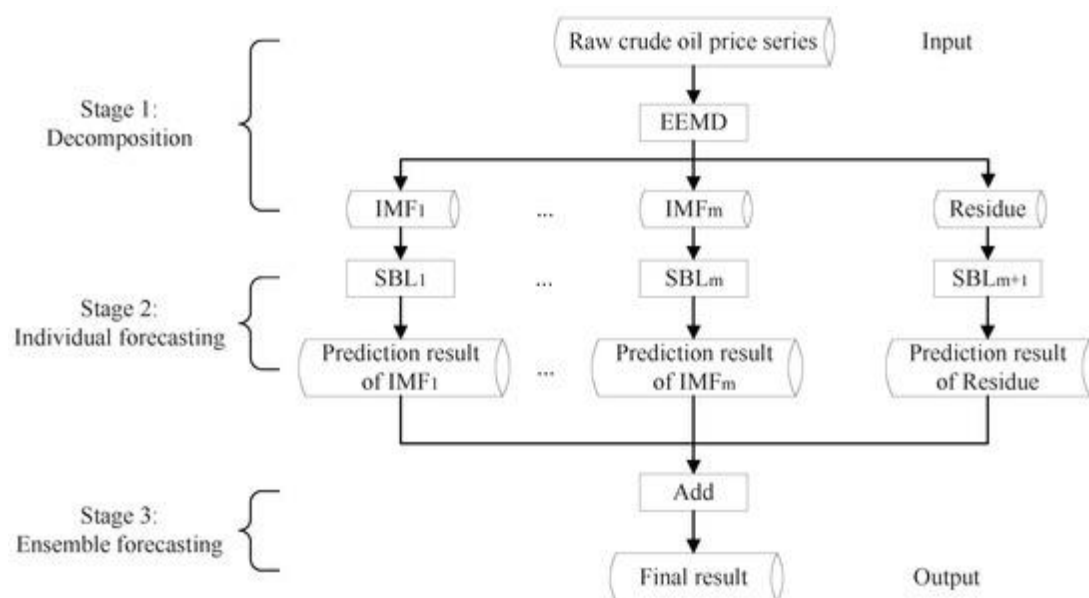 Raw crude oil price series
Input
Stage 1:
Decomposition
EEMD
IMF1
...
IMFm
Residue
Stage 2:
Individual forecasting
SBL1
...
SBLm
SBLm+1
Prediction result
of IMF1
...
Prediction result
of IMFm
Prediction result
of Residue
Stage 3:
Ensemble forecasting
Add
Final result
Output